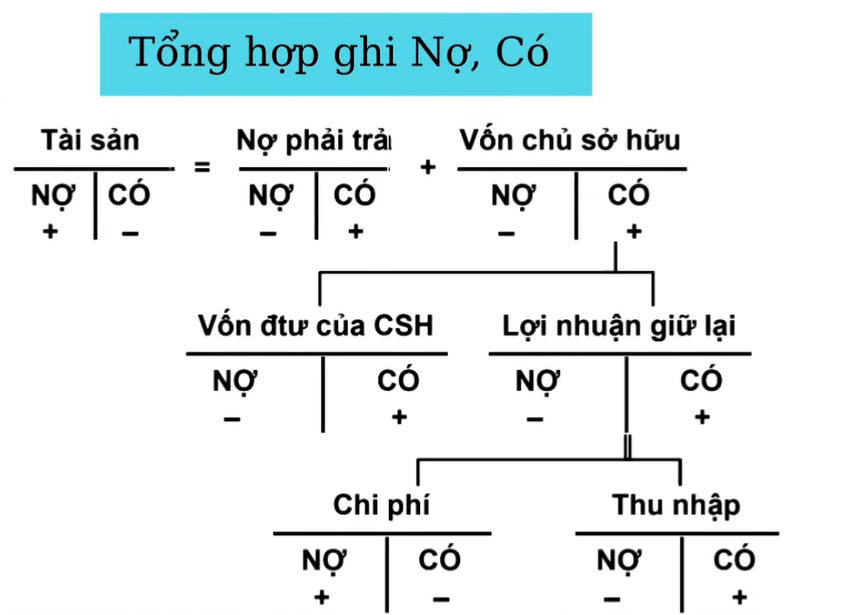 Tổng hợp ghi Nợ, Có
Tài sản = Nợ phải trả + Vốn chủ sở hữu
NỢ CÓ NỢ CÓ NỢ CÓ
+ – – + – +
Vốn đtư của CSH Lợi nhuận giữ lại
NỢ CÓ NỢ CÓ
– + – +
Chi phí Thu nhập
NỢ CÓ NỢ CÓ
+ – – +